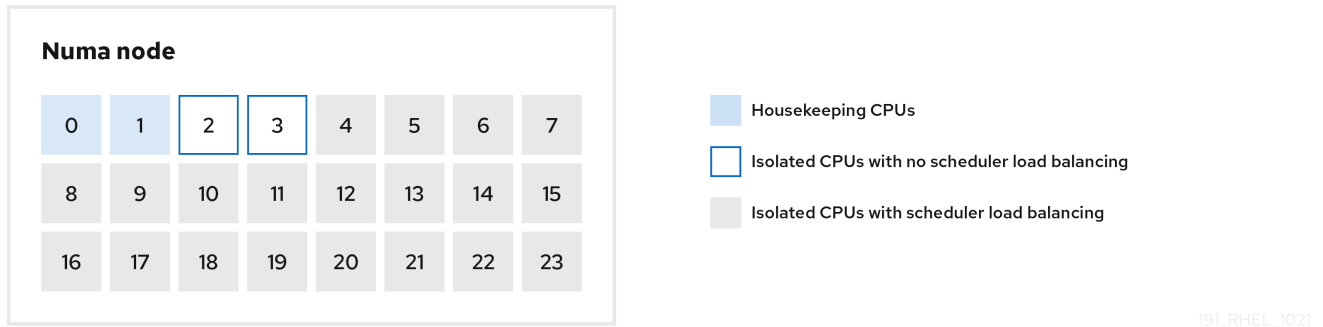 Numa node
0 1 2 3 4 5 6 7
8 9 10 11 12 13 14 15
16 17 18 19 20 21 22 23
Housekeeping CPUs
Isolated CPUs with no scheduler load balancing
Isolated CPUs with scheduler load balancing
191_RHEL_1021